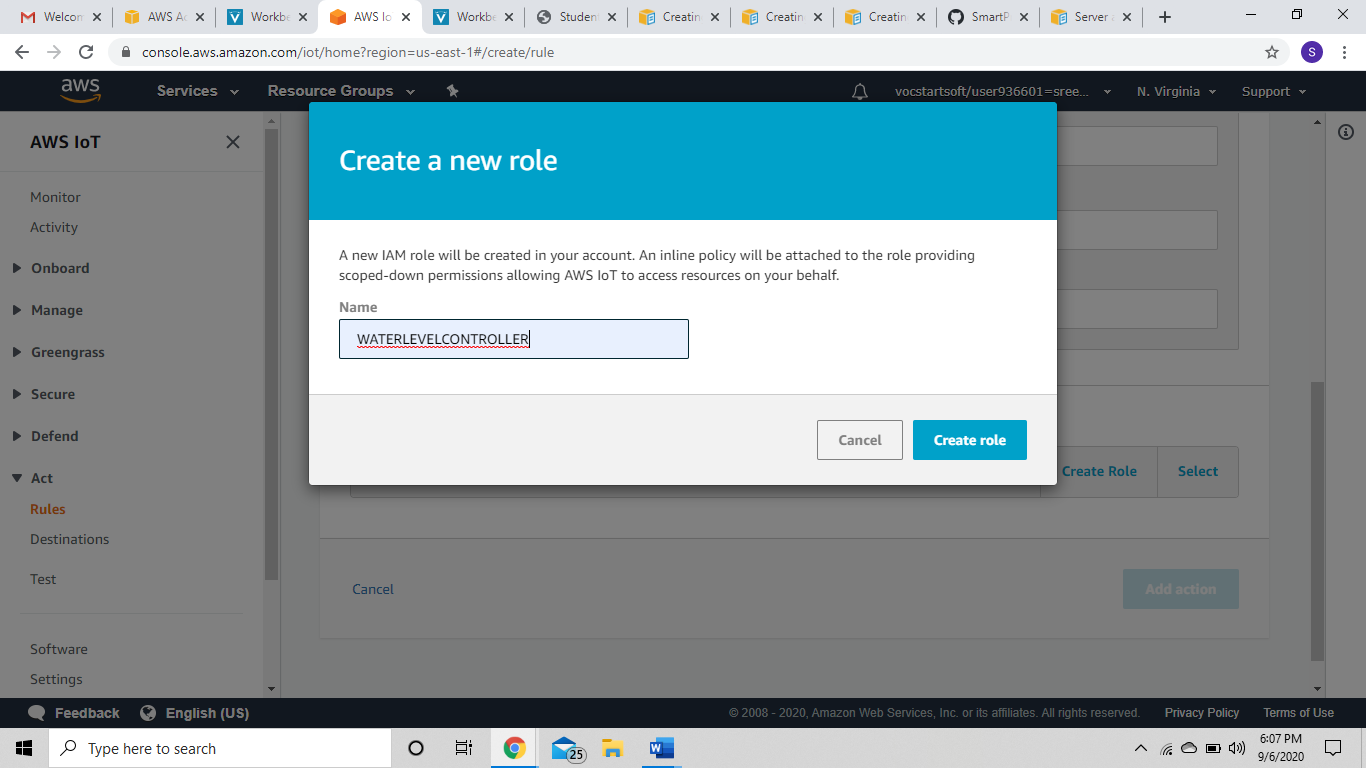 Welcom
AWS Ac
Workbe
AWS Io
Workbe
Student
Creatin
Creatin
Creatin
SmartP
Server
console.aws.amazon.com/iot/home?region=us-east-1#/create/rule
S
aws
Services
Resource Groups
vocstartsoft/user936601=sree...
N. Virginia
Support
AWS IoT
Monitor
Activity
Onboard
Manage
Greengrass
Secure
Defend
Act
Rules
Destinations
Test
Software
Settings
Create a new role
A new IAM role will be created in your account. An inline policy will be attached to the role providing
scoped-down permissions allowing AWS IoT to access resources on your behalf.
Name
WATERLEVELCONTROLLER
Cancel
Create role
Create Role
Select
Cancel
Add action
Feedback
English (US)
© 2008 - 2020, Amazon Web Services, Inc. or its affiliates. All rights reserved.
Privacy Policy
Terms of Use
Type here to search
25
6:07 PM
9/6/2020